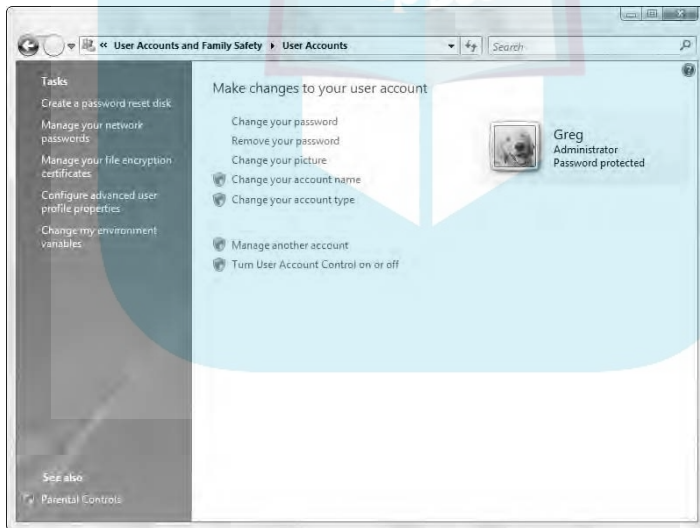 « User Accounts and Family Safety ▸ User Accounts
Search
Tasks
Create a password reset disk
Manage your network
passwords
Manage your file encryption
certificates
Configure advanced user
profile properties
Change my environment
variables
See also
Parental Controls
Make changes to your user account
Change your password
Remove your password
Change your picture
Change your account name
Change your account type
Manage another account
Turn User Account Control on or off
Greg
Administrator
Password protected